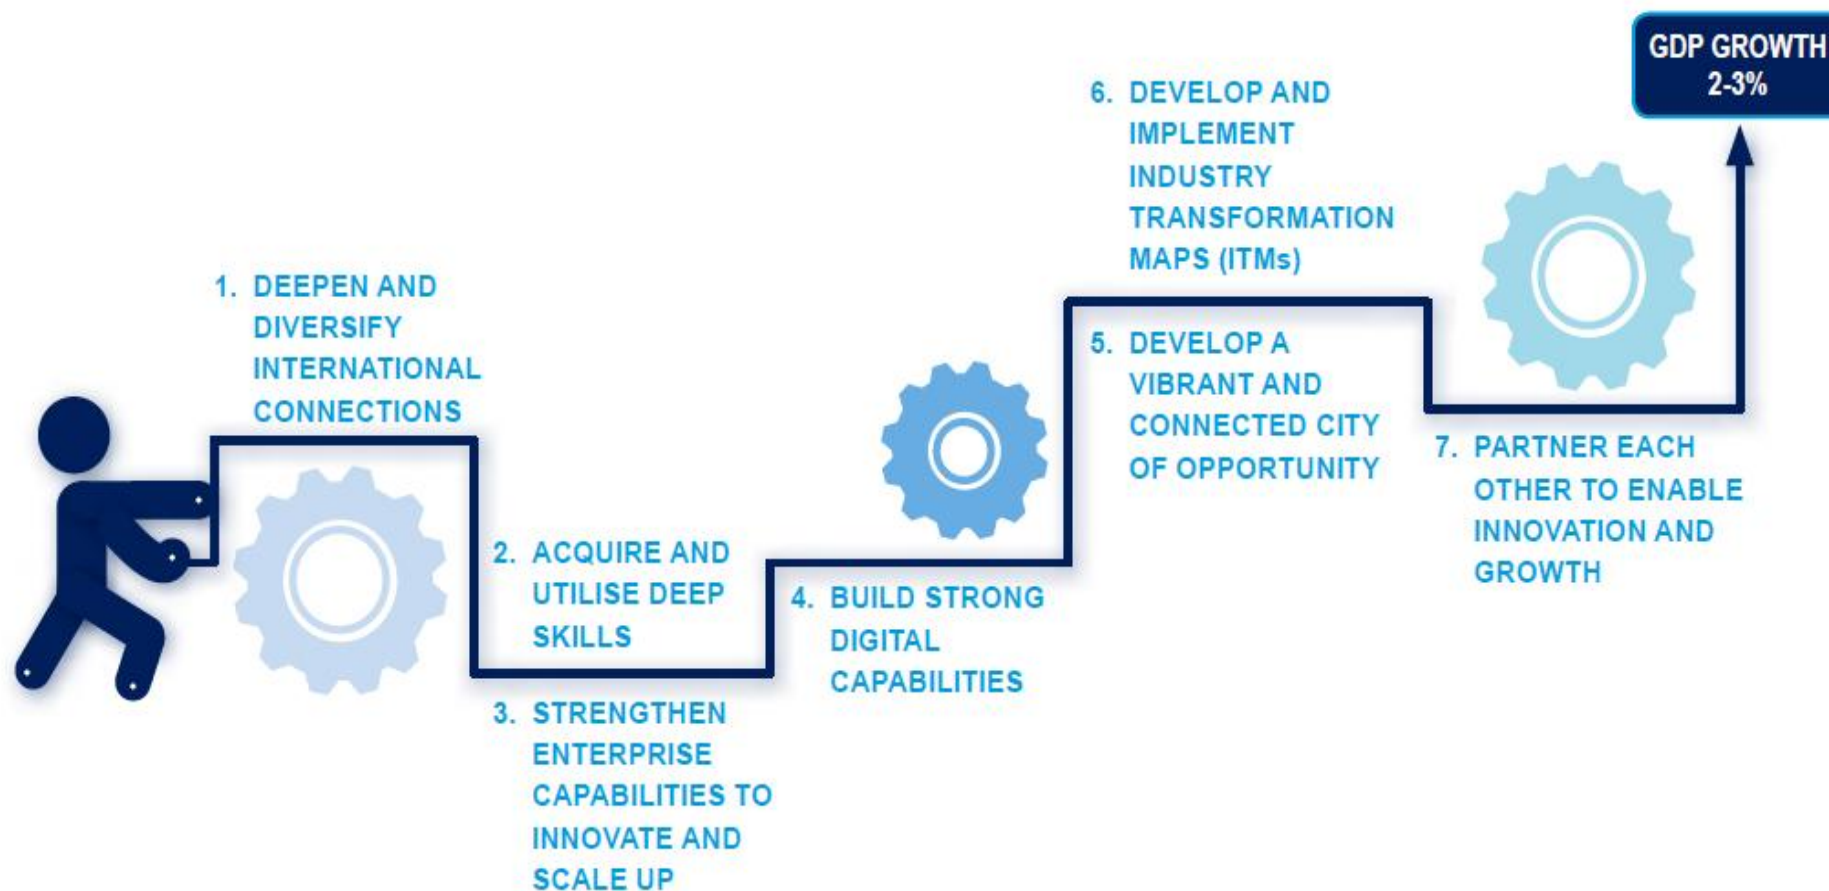 1. DEEPEN AND
DIVERSIFY
INTERNATIONAL
CONNECTIONS
2. ACQUIRE AND
UTILISE DEEP
SKILLS
3. STRENGTHEN
ENTERPRISE
CAPABILITIES TO
INNOVATE AND
SCALE UP
4. BUILD STRONG
DIGITAL
CAPABILITIES
5. DEVELOP A
VIBRANT AND
CONNECTED CITY
OF OPPORTUNITY
6. DEVELOP AND
IMPLEMENT
INDUSTRY
TRANSFORMATION
MAPS (ITMs)
7. PARTNER EACH
OTHER TO ENABLE
INNOVATION AND
GROWTH
GDP GROWTH
2-3%